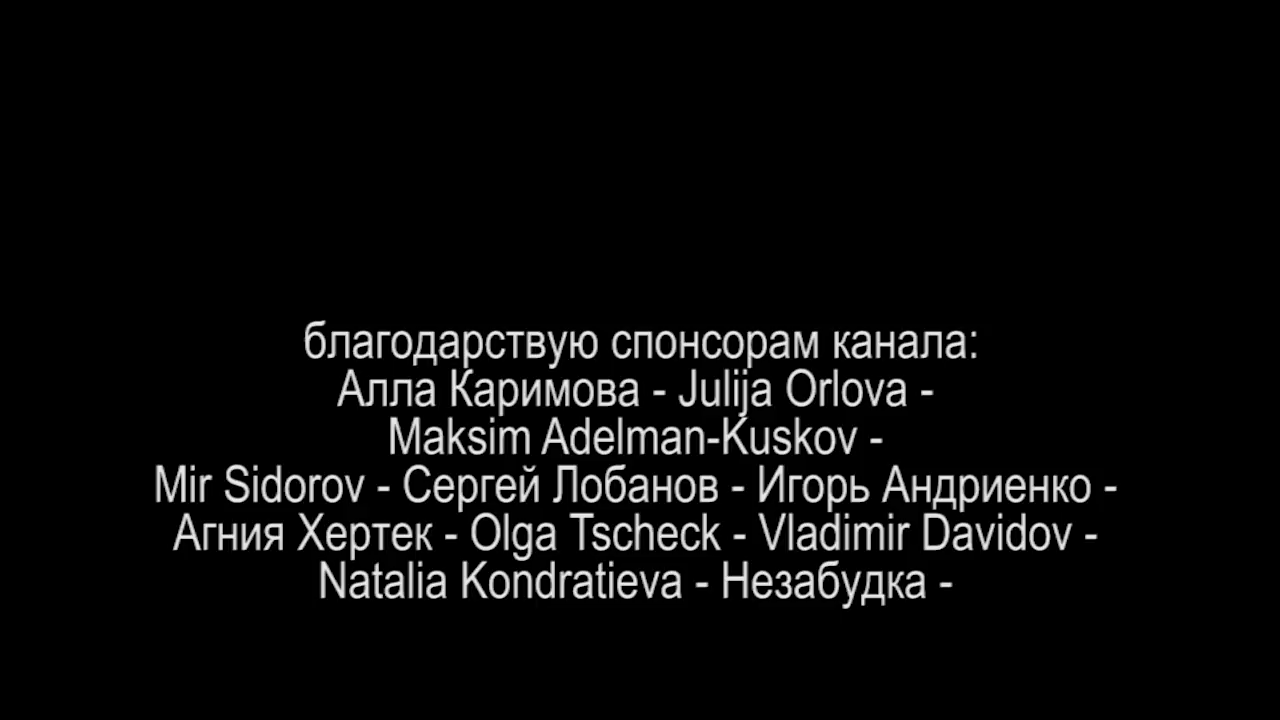 благодарствую спонсорам канала:
Алла Каримова - Julija Orlova -
Maksim Adelman-Kuskov -
Mir Sidorov - Сергей Лобанов - Игорь Андриенко -
Агния Хертек - Olga Tscheck - Vladimir Davidov -
Natalia Kondratieva - Незабудка -